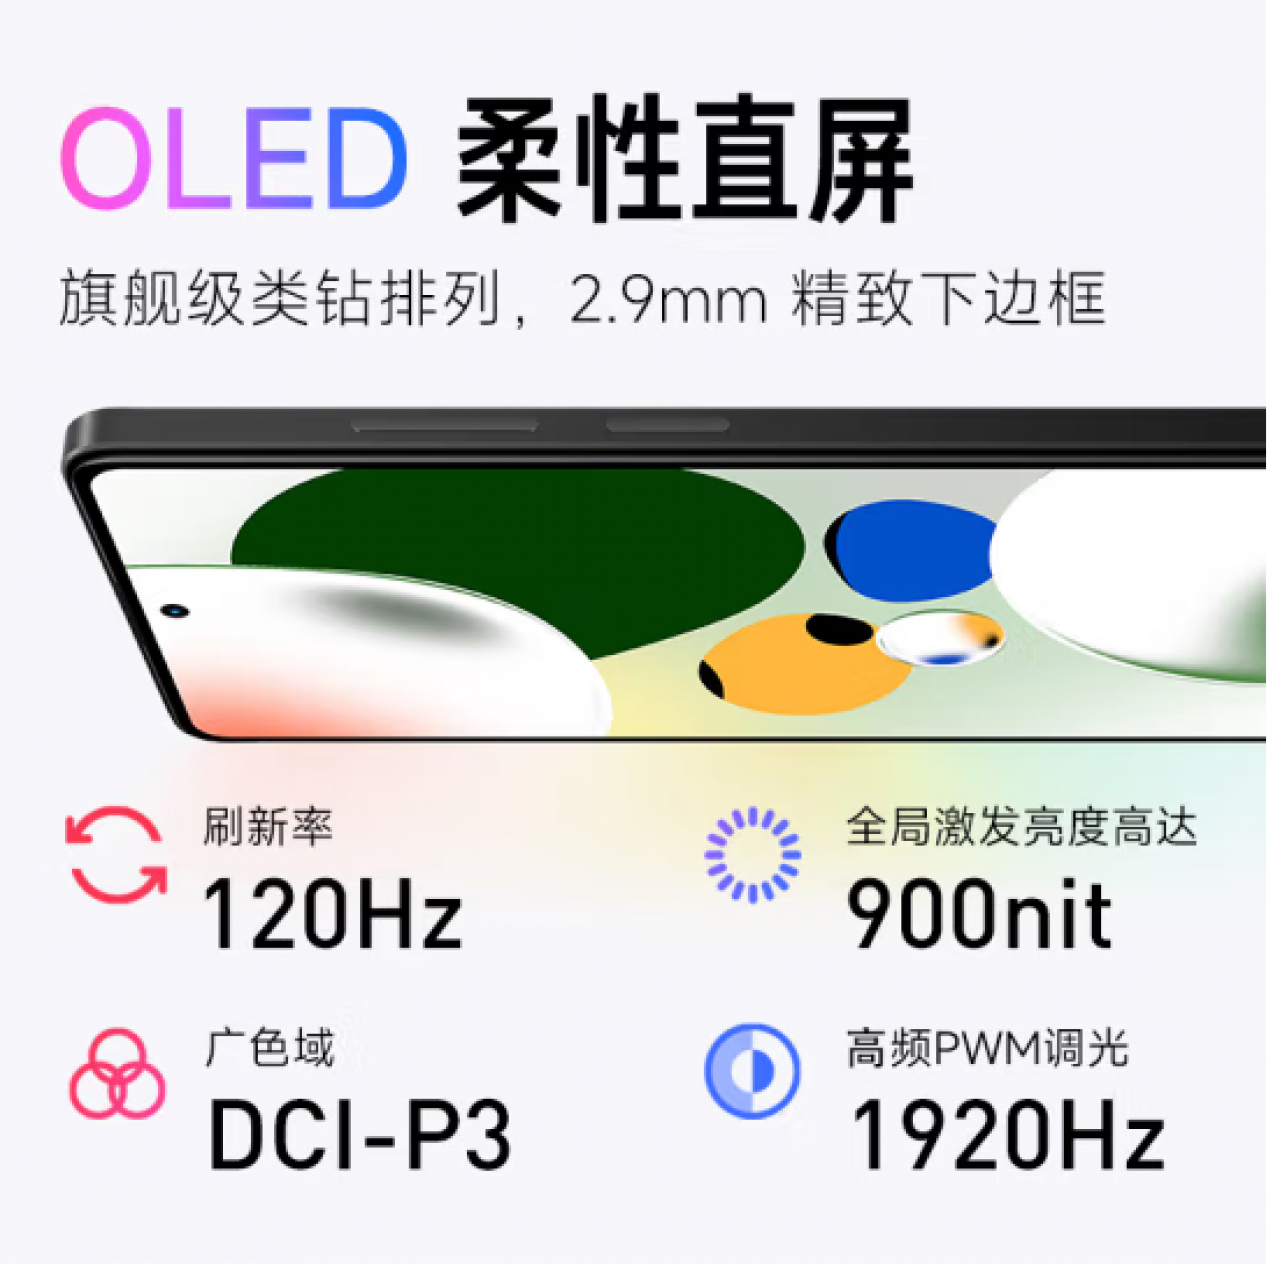 OLED 柔性直屏
旗舰级类钻排列，2.9mm 精致下边框
刷新率
120Hz
全局激发亮度高达
900nit
广色域
DCI-P3
高频PWM调光
1920Hz